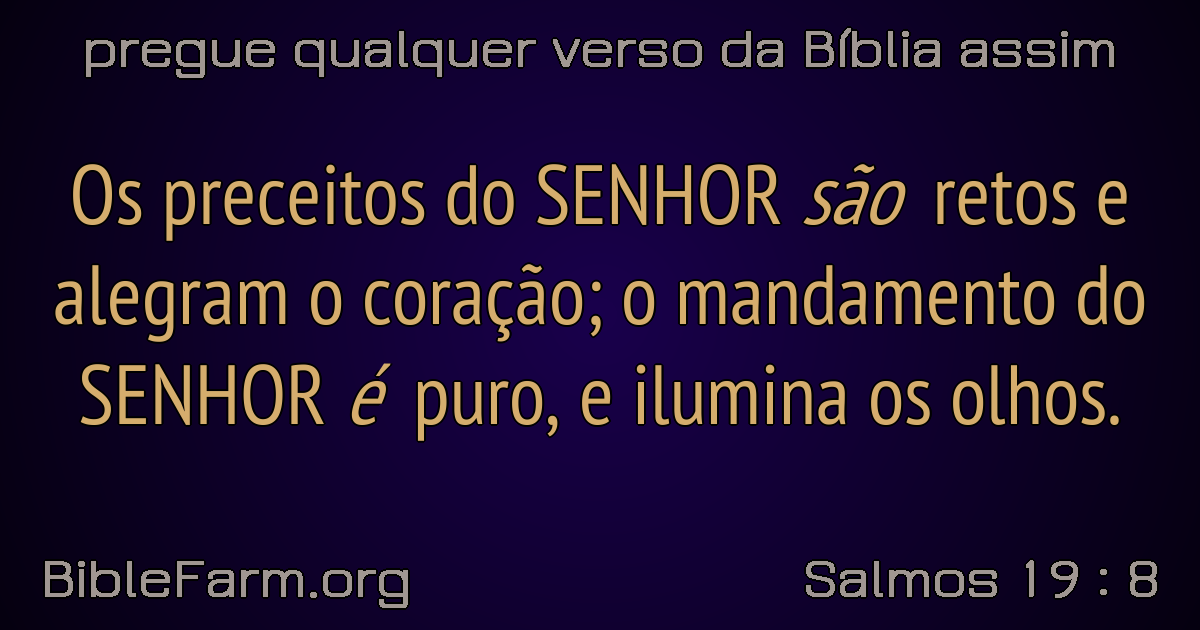 pregue qualquer verso da Bíblia assim
Os preceitos do SENHOR são retos e
alegram o coração; o mandamento do
SENHOR é puro, e ilumina os olhos.
BibleFarm.org
Salmos 19 : 8